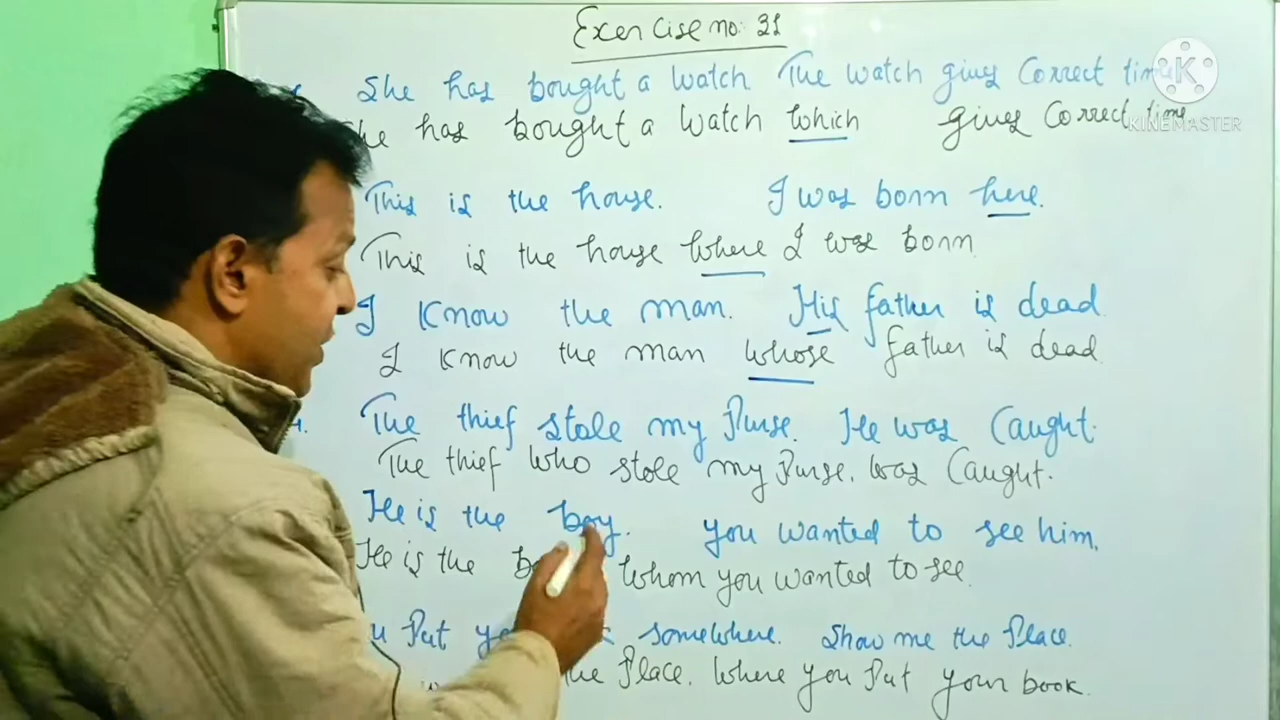 Exercise no: 31
She has bought a watch The watch gives Correct time
he has bought a watch which gives Correct time
KINEMASTER
This is the house. I was born here.
This is the house where I was born
I Know the man. His father is dead
I Know the man whose father is dead
The thief stole my Purse. He was Caught.
The thief who stole my Purse. was Caught.
He is the boy. you wanted to see him.
He is the whom you wanted to see.
Put somewhere. Show me the Place.
the Place. Where you Put your book.